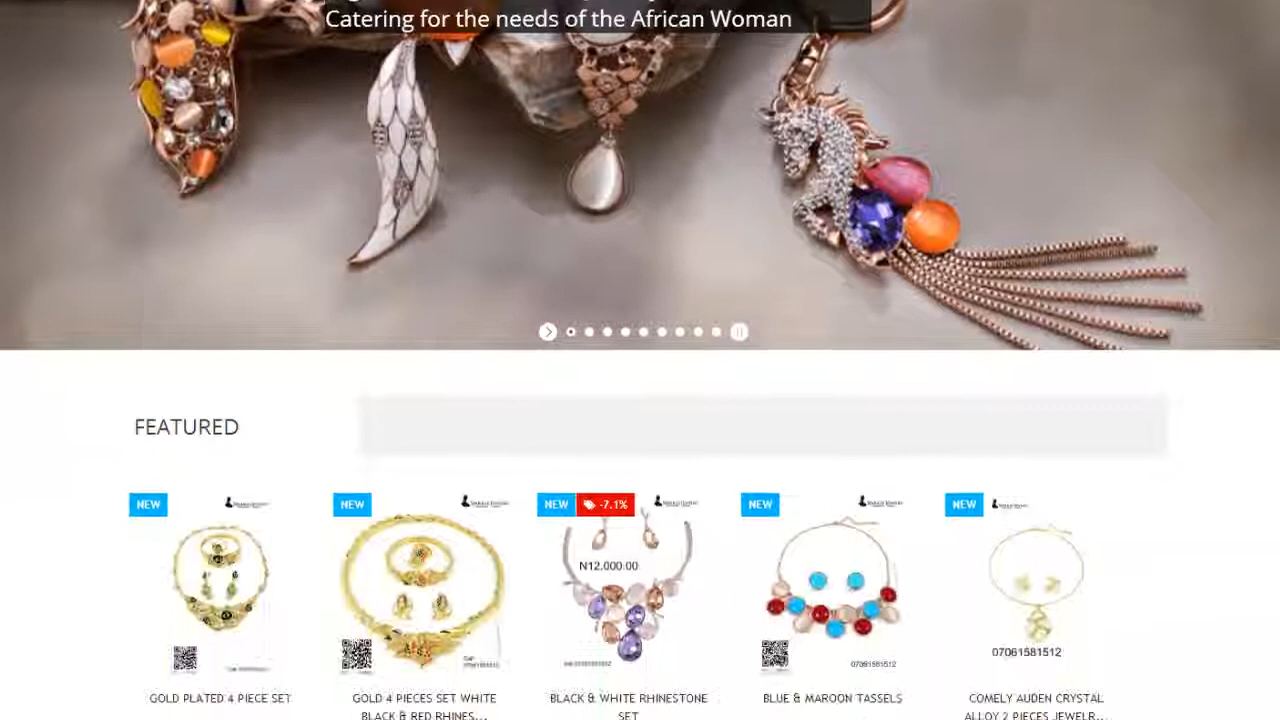 Catering for the needs of the African Woman
FEATURED
NEW
NEW
NEW -7.1%
NEW
NEW
N12.000.00
07061581512
07061581512
GOLD PLATED 4 PIECE SET
GOLD 4 PIECES SET WHITE
BLACK & RED RHINES...
BLACK & WHITE RHINESTONE
SET
BLUE & MAROON TASSELS
COMELY AUDEN CRYSTAL
ALLOY 2 PIECES JEWELR...